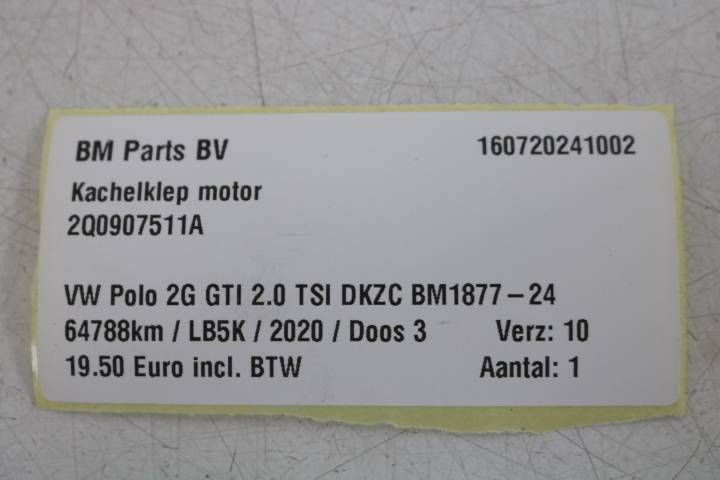 BM Parts BV 160720241002
Kachelklep motor
2Q0907511A
VW Polo 2G GTI 2.0 TSI DKZC BM1877-24
64788km / LB5K / 2020 / Doos 3 Verz: 10
19.50 Euro incl. BTW Aantal: 1